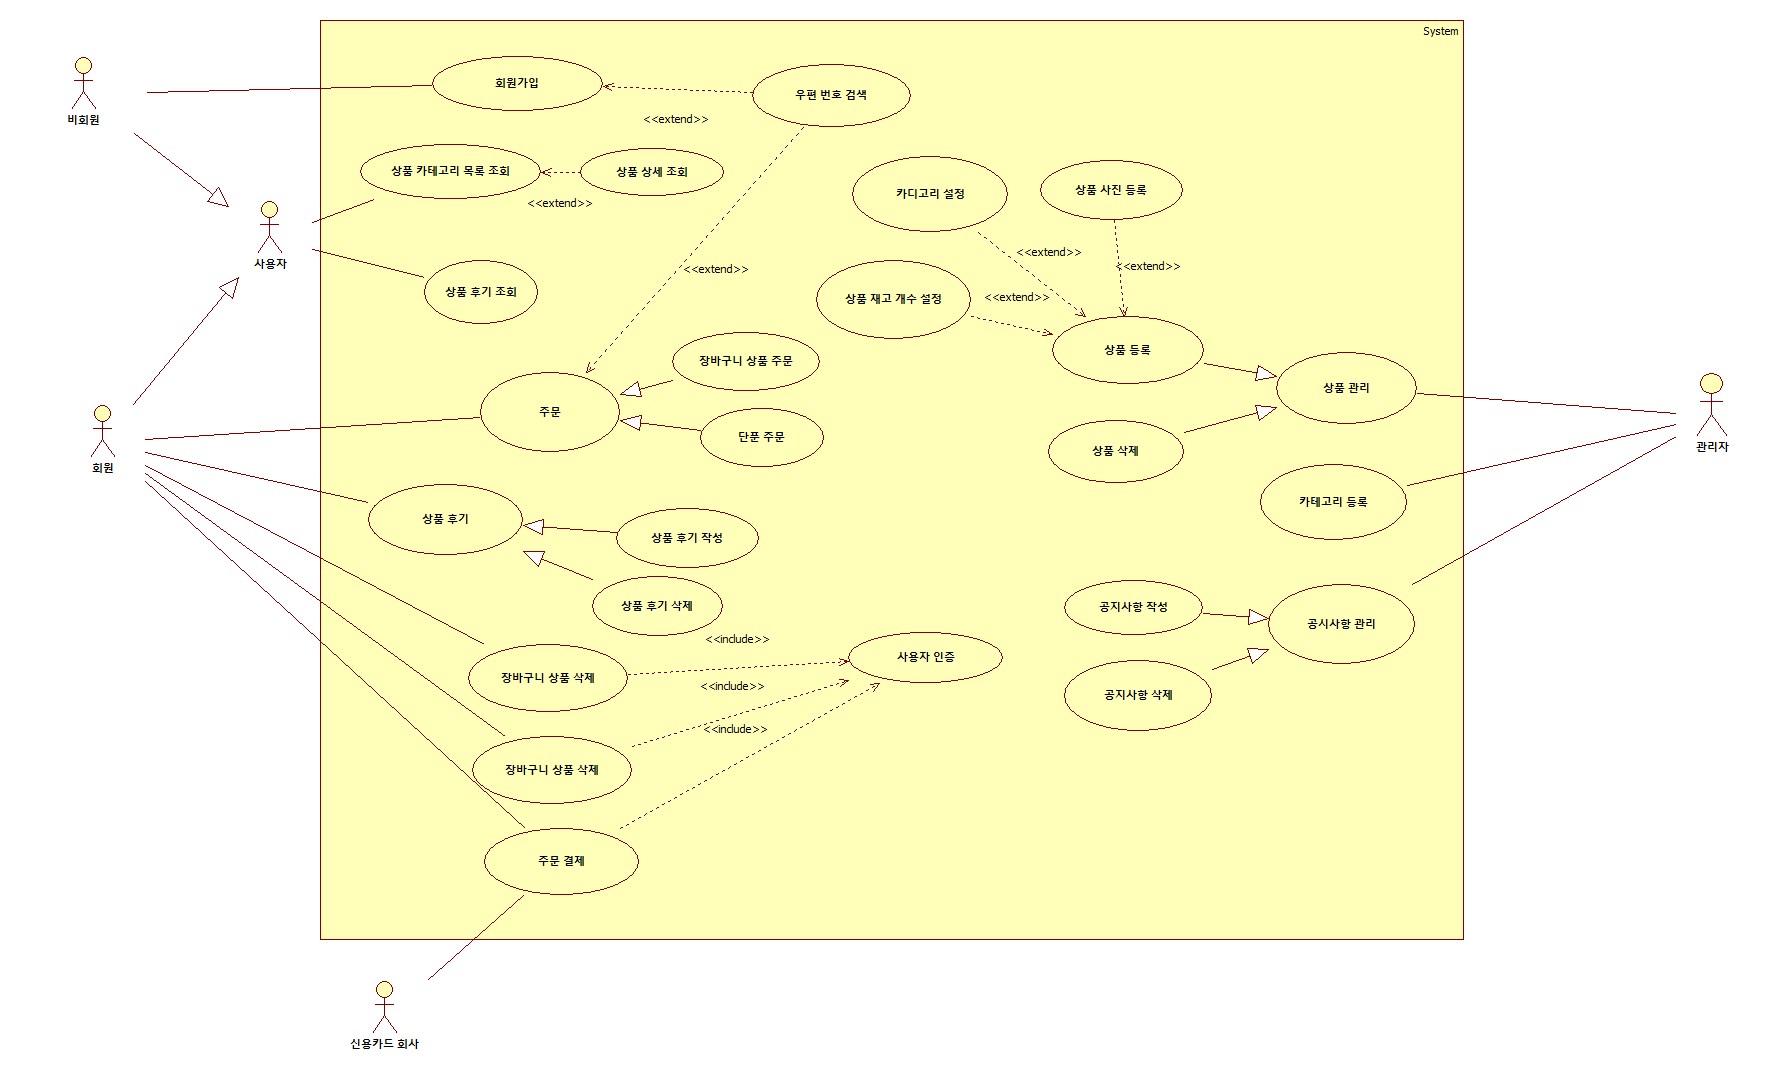 System
비회원
회원가입
우편 번호 검색
<<extend>>
상품 카테고리 목록 조회
상품 상세 조회
<<extend>>
사용자
상품 후기 조회
<<extend>>
카디고리 설정
상품 사진 등록
<<extend>>
<<extend>>
상품 재고 개수 설정
<<extend>>
상품 등록
상품 관리
상품 삭제
카테고리 등록
관리자
장바구니 상품 주문
주문
단품 주문
회원
상품 후기
상품 후기 작성
상품 후기 삭제
<<include>>
장바구니 상품 삭제
사용자 인증
<<include>>
<<include>>
장바구니 상품 삭제
주문 결제
공지사항 작성
공시사항 관리
공지사항 삭제
신용카드 회사